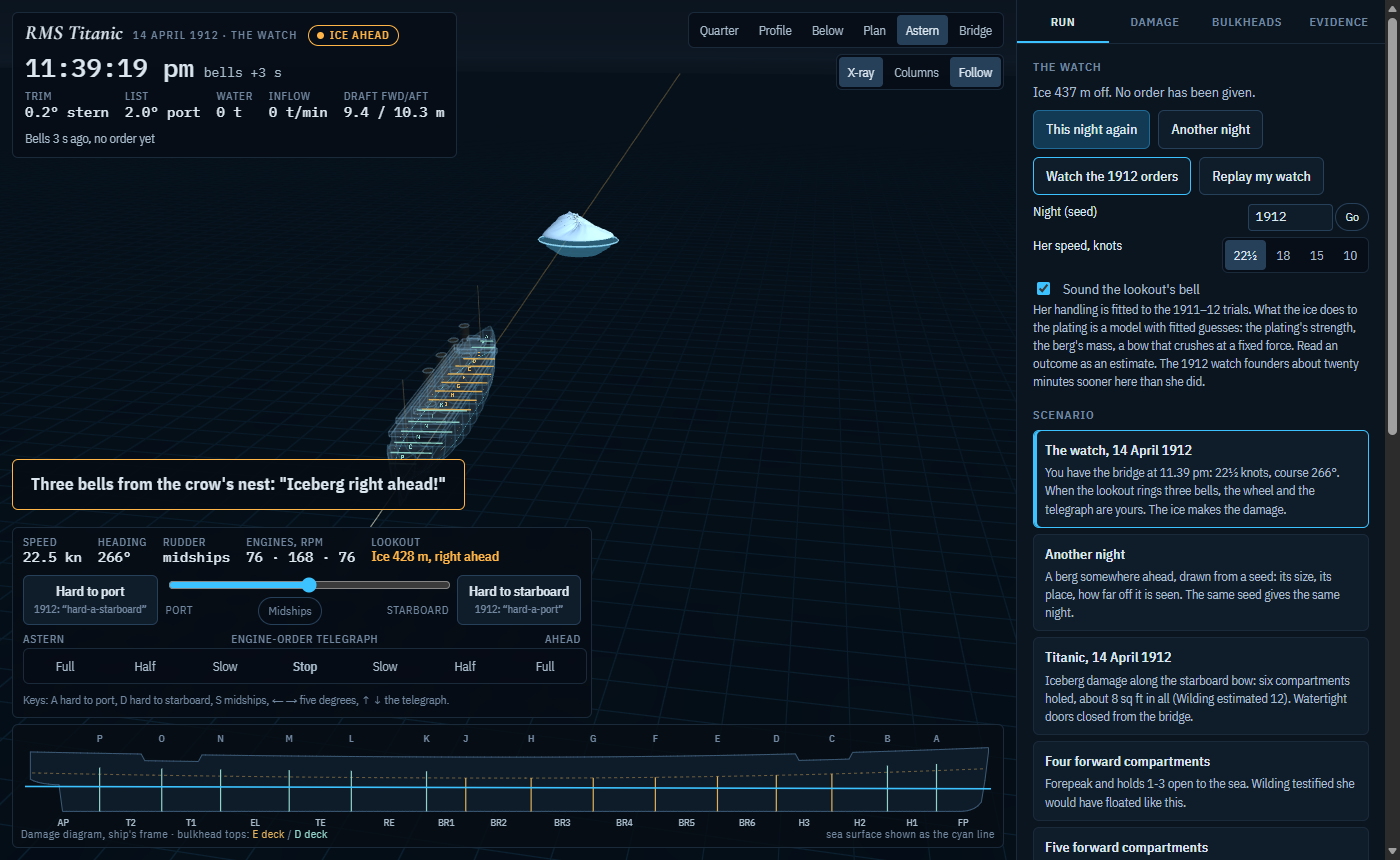 RMS Titanic 14 APRIL 1912 · THE WATCH ICE AHEAD
11:39:19 pm bells +3 s
TRIM LIST WATER INFLOW DRAFT FWD/AFT
0.2° stern 2.0° port 0 t 0 t/min 9.4 / 10.3 m
Bells 3 s ago, no order yet
Quarter Profile Below Plan Astern Bridge
X-ray Columns Follow
Three bells from the crow's nest: "Iceberg right ahead!"
SPEED HEADING RUDDER ENGINES, RPM LOOKOUT
22.5 kn 266° midships 76 · 168 · 76 Ice 428 m, right ahead
Hard to port
1912: "hard-a-starboard"
PORT Midships STARBOARD
Hard to starboard
1912: "hard-a-port"
ASTERN ENGINE-ORDER TELEGRAPH AHEAD
Full Half Slow Stop Slow Half Full
Keys: A hard to port, D hard to starboard, S midships, ← → five degrees, ↑ ↓ the telegraph.
P O N M L K J H G F E D C B A
AP T2 T1 EL TE RE BR1 BR2 BR3 BR4 BR5 BR6 H3 H2 H1 FP
Damage diagram, ship's frame · bulkhead tops: E deck / D deck sea surface shown as the cyan line
RUN DAMAGE BULKHEADS EVIDENCE
THE WATCH
Ice 437 m off. No order has been given.
This night again Another night
Watch the 1912 orders Replay my watch
Night (seed) 1912 Go
Her speed, knots 22½ 18 15 10
Sound the lookout's bell
Her handling is fitted to the 1911–12 trials. What the ice does to
the plating is a model with fitted guesses: the plating's strength,
the berg's mass, a bow that crushes at a fixed force. Read an
outcome as an estimate. The 1912 watch founders about twenty
minutes sooner here than she did.
SCENARIO
The watch, 14 April 1912
You have the bridge at 11.39 pm: 22½ knots, course 266°.
When the lookout rings three bells, the wheel and the
telegraph are yours. The ice makes the damage.
Another night
A berg somewhere ahead, drawn from a seed: its size, its
place, how far off it is seen. The same seed gives the same
night.
Titanic, 14 April 1912
Iceberg damage along the starboard bow: six compartments
holed, about 8 sq ft in all (Wilding estimated 12). Watertight
doors closed from the bridge.
Four forward compartments
Forepeak and holds 1-3 open to the sea. Wilding testified she
would have floated like this.
Five forward compartments